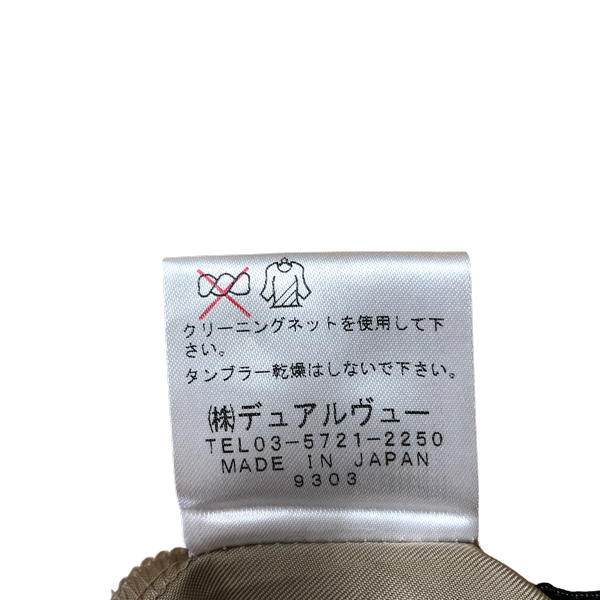 クリーニングネットを使用して下
さい。
タンブラー乾燥はしないで下さい。
㈱デュアルヴュー
TEL03-5721-2250
MADE IN JAPAN
9303